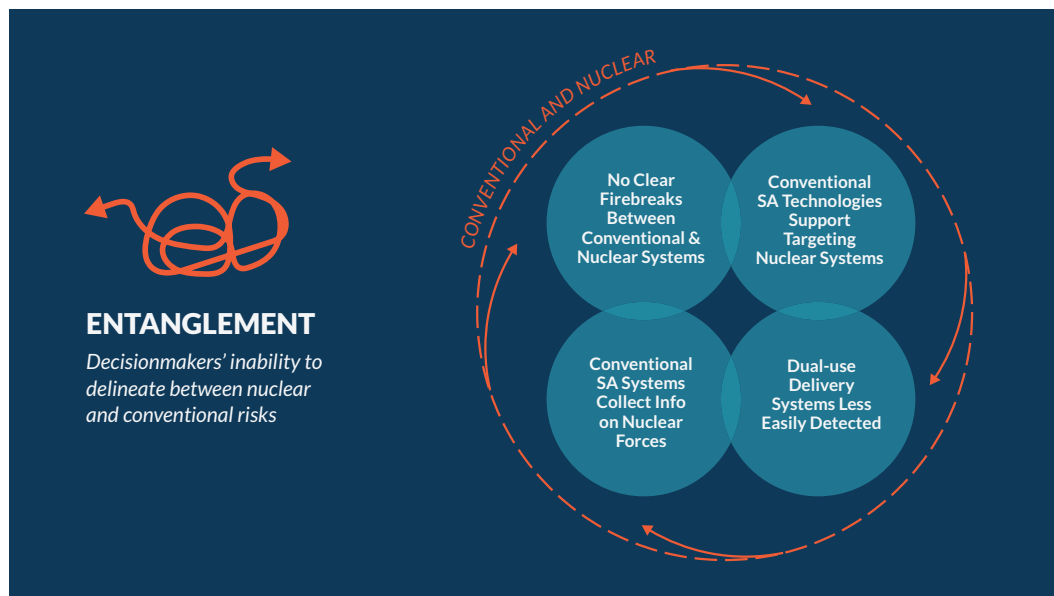 CONVENTIONAL AND NUCLEAR
ENTANGLEMENT
Decisionmakers' inability to
delineate between nuclear
and conventional risks
No Clear
Firebreaks
Between
Conventional &
Nuclear Systems
Conventional
SA Technologies
Support
Targeting
Nuclear Systems
Conventional
SA Systems
Collect Info
on Nuclear
Forces
Dual-use
Delivery
Systems Less
Easily Detected